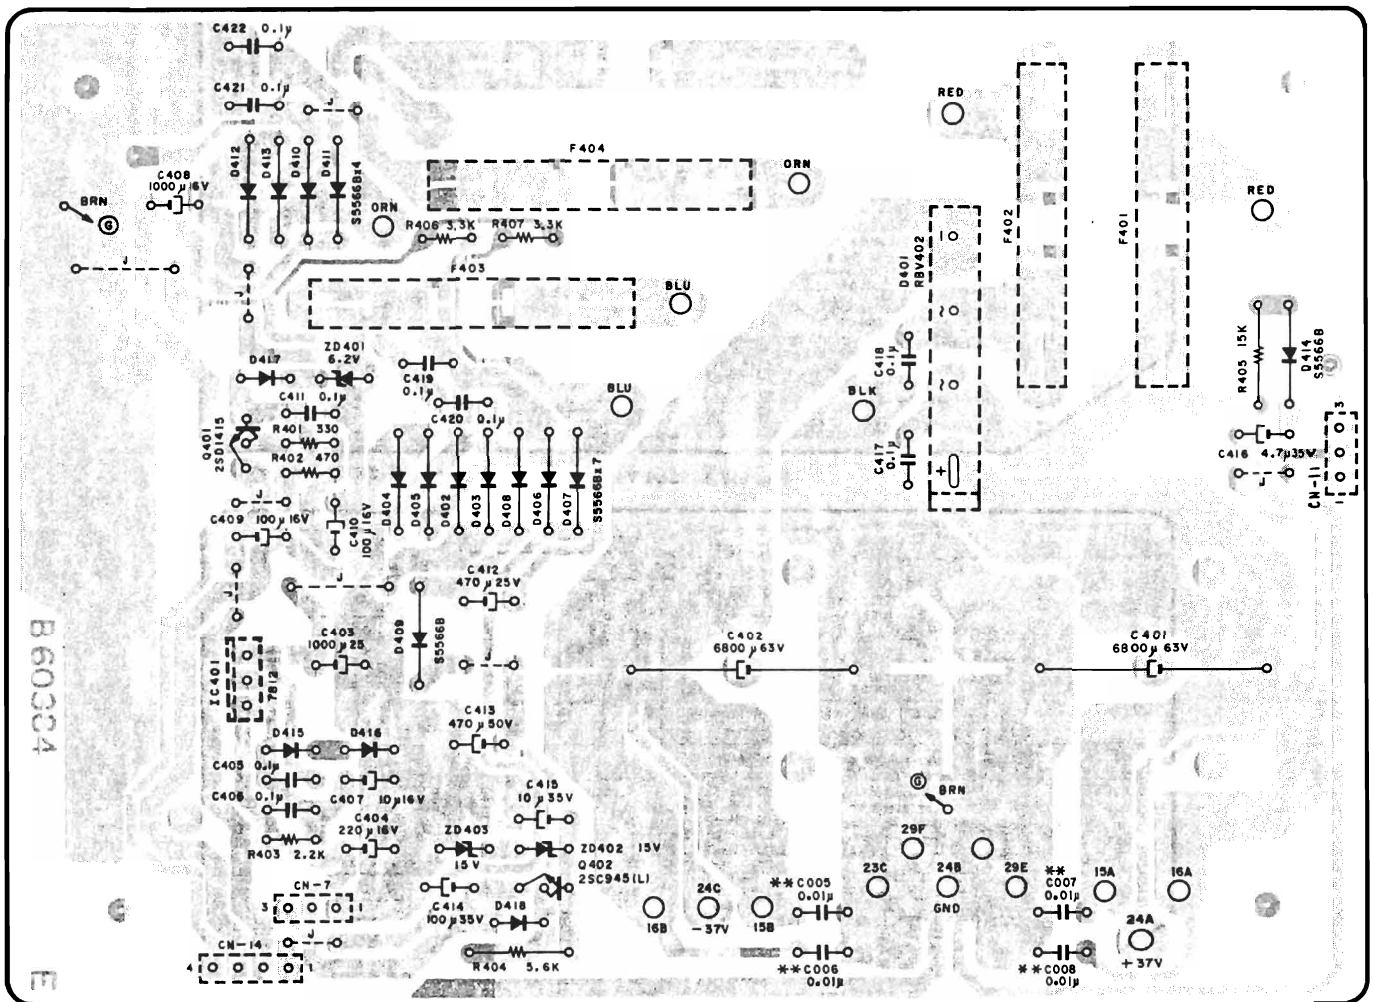 C422 0.1µ
C421 0.1µ
J
D412
D413
D410
D411
S5566Bx4
C408
1000µ16V
BRN
G
ORN
J
J
F404
ORN
R406 3.3K
R407 3.3K
F403
BLU
RED
F402
F401
RED
D401
RBV402
C418
0.1µ
C417
0.1µ
BLK
+
R405 15K
D414
S5566B
C416 4.7µ35V
J
3
CN-11
1
D417
ZD401
6.2V
C419
0.1µ
C420 0.1µ
BLU
C411 0.1µ
R401 330
R402 470
Q401
2SD1415
J
C409 100µ16V
C410
100µ16V
D404
D405
D402
D403
D408
D406
D407
S5566Bx7
J
J
C412
470µ25V
D409
S5566B
J
C403
1000µ25
IC401
7812
B60334
C402
6800µ63V
C401
6800µ63V
C413
470µ50V
D415
D416
C405 0.1µ
C406 0.1µ
C407 10µ16V
C404
220µ16V
R403 2.2K
C415
10µ35V
ZD403
15V
ZD402 15V
Q402
2SC945(L)
C414
100µ35V
D418
R404 5.6K
CN-7
3 1
J
CN-14
4 1
E
G
BRN
29F
23C
24B
GND
29E
16B
24C
-37V
15B
**C005
0.01µ
**C006
0.01µ
**
C007
0.01µ
**C008
0.01µ
15A
16A
24A
+37V